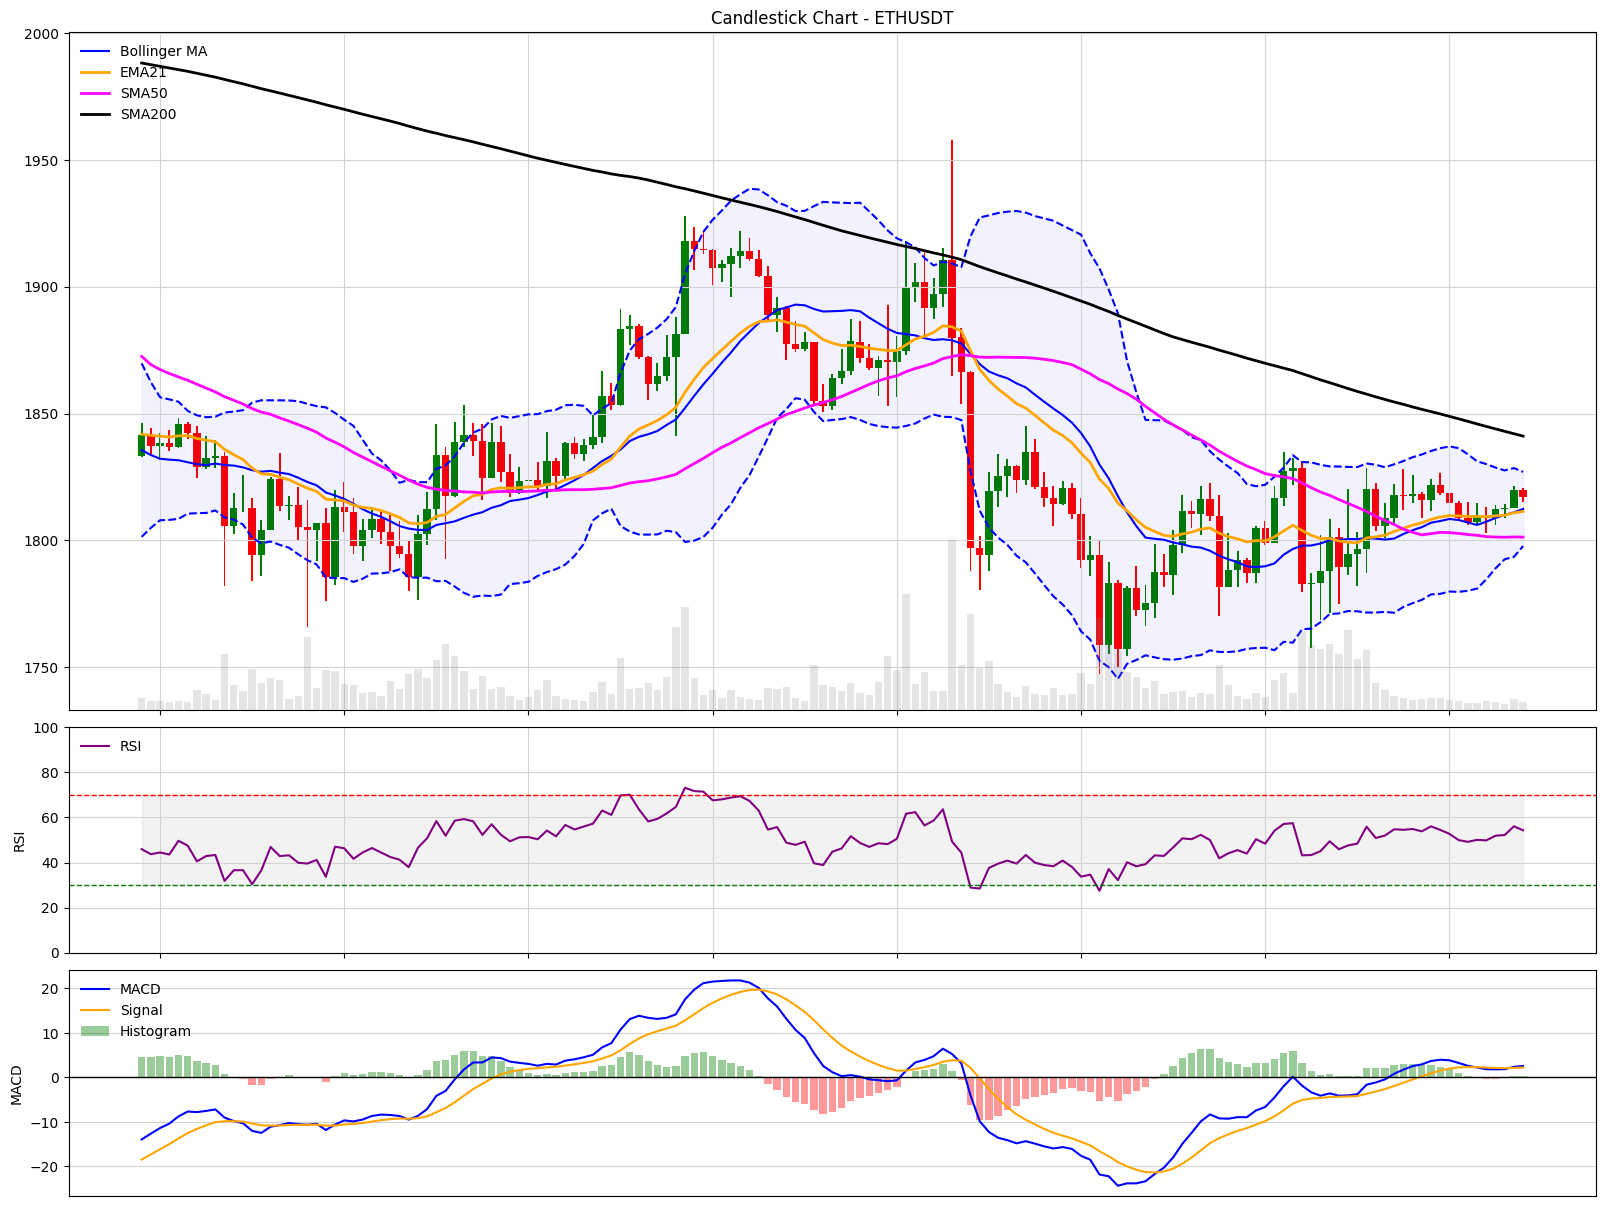 Candlestick Chart - ETHUSDT
2000
1950
1900
1850
1800
1750
Bollinger MA
EMA21
SMA50
SMA200
100
80
60
40
20
0
RSI
RSI
20
10
0
−10
−20
MACD
MACD
Signal
Histogram